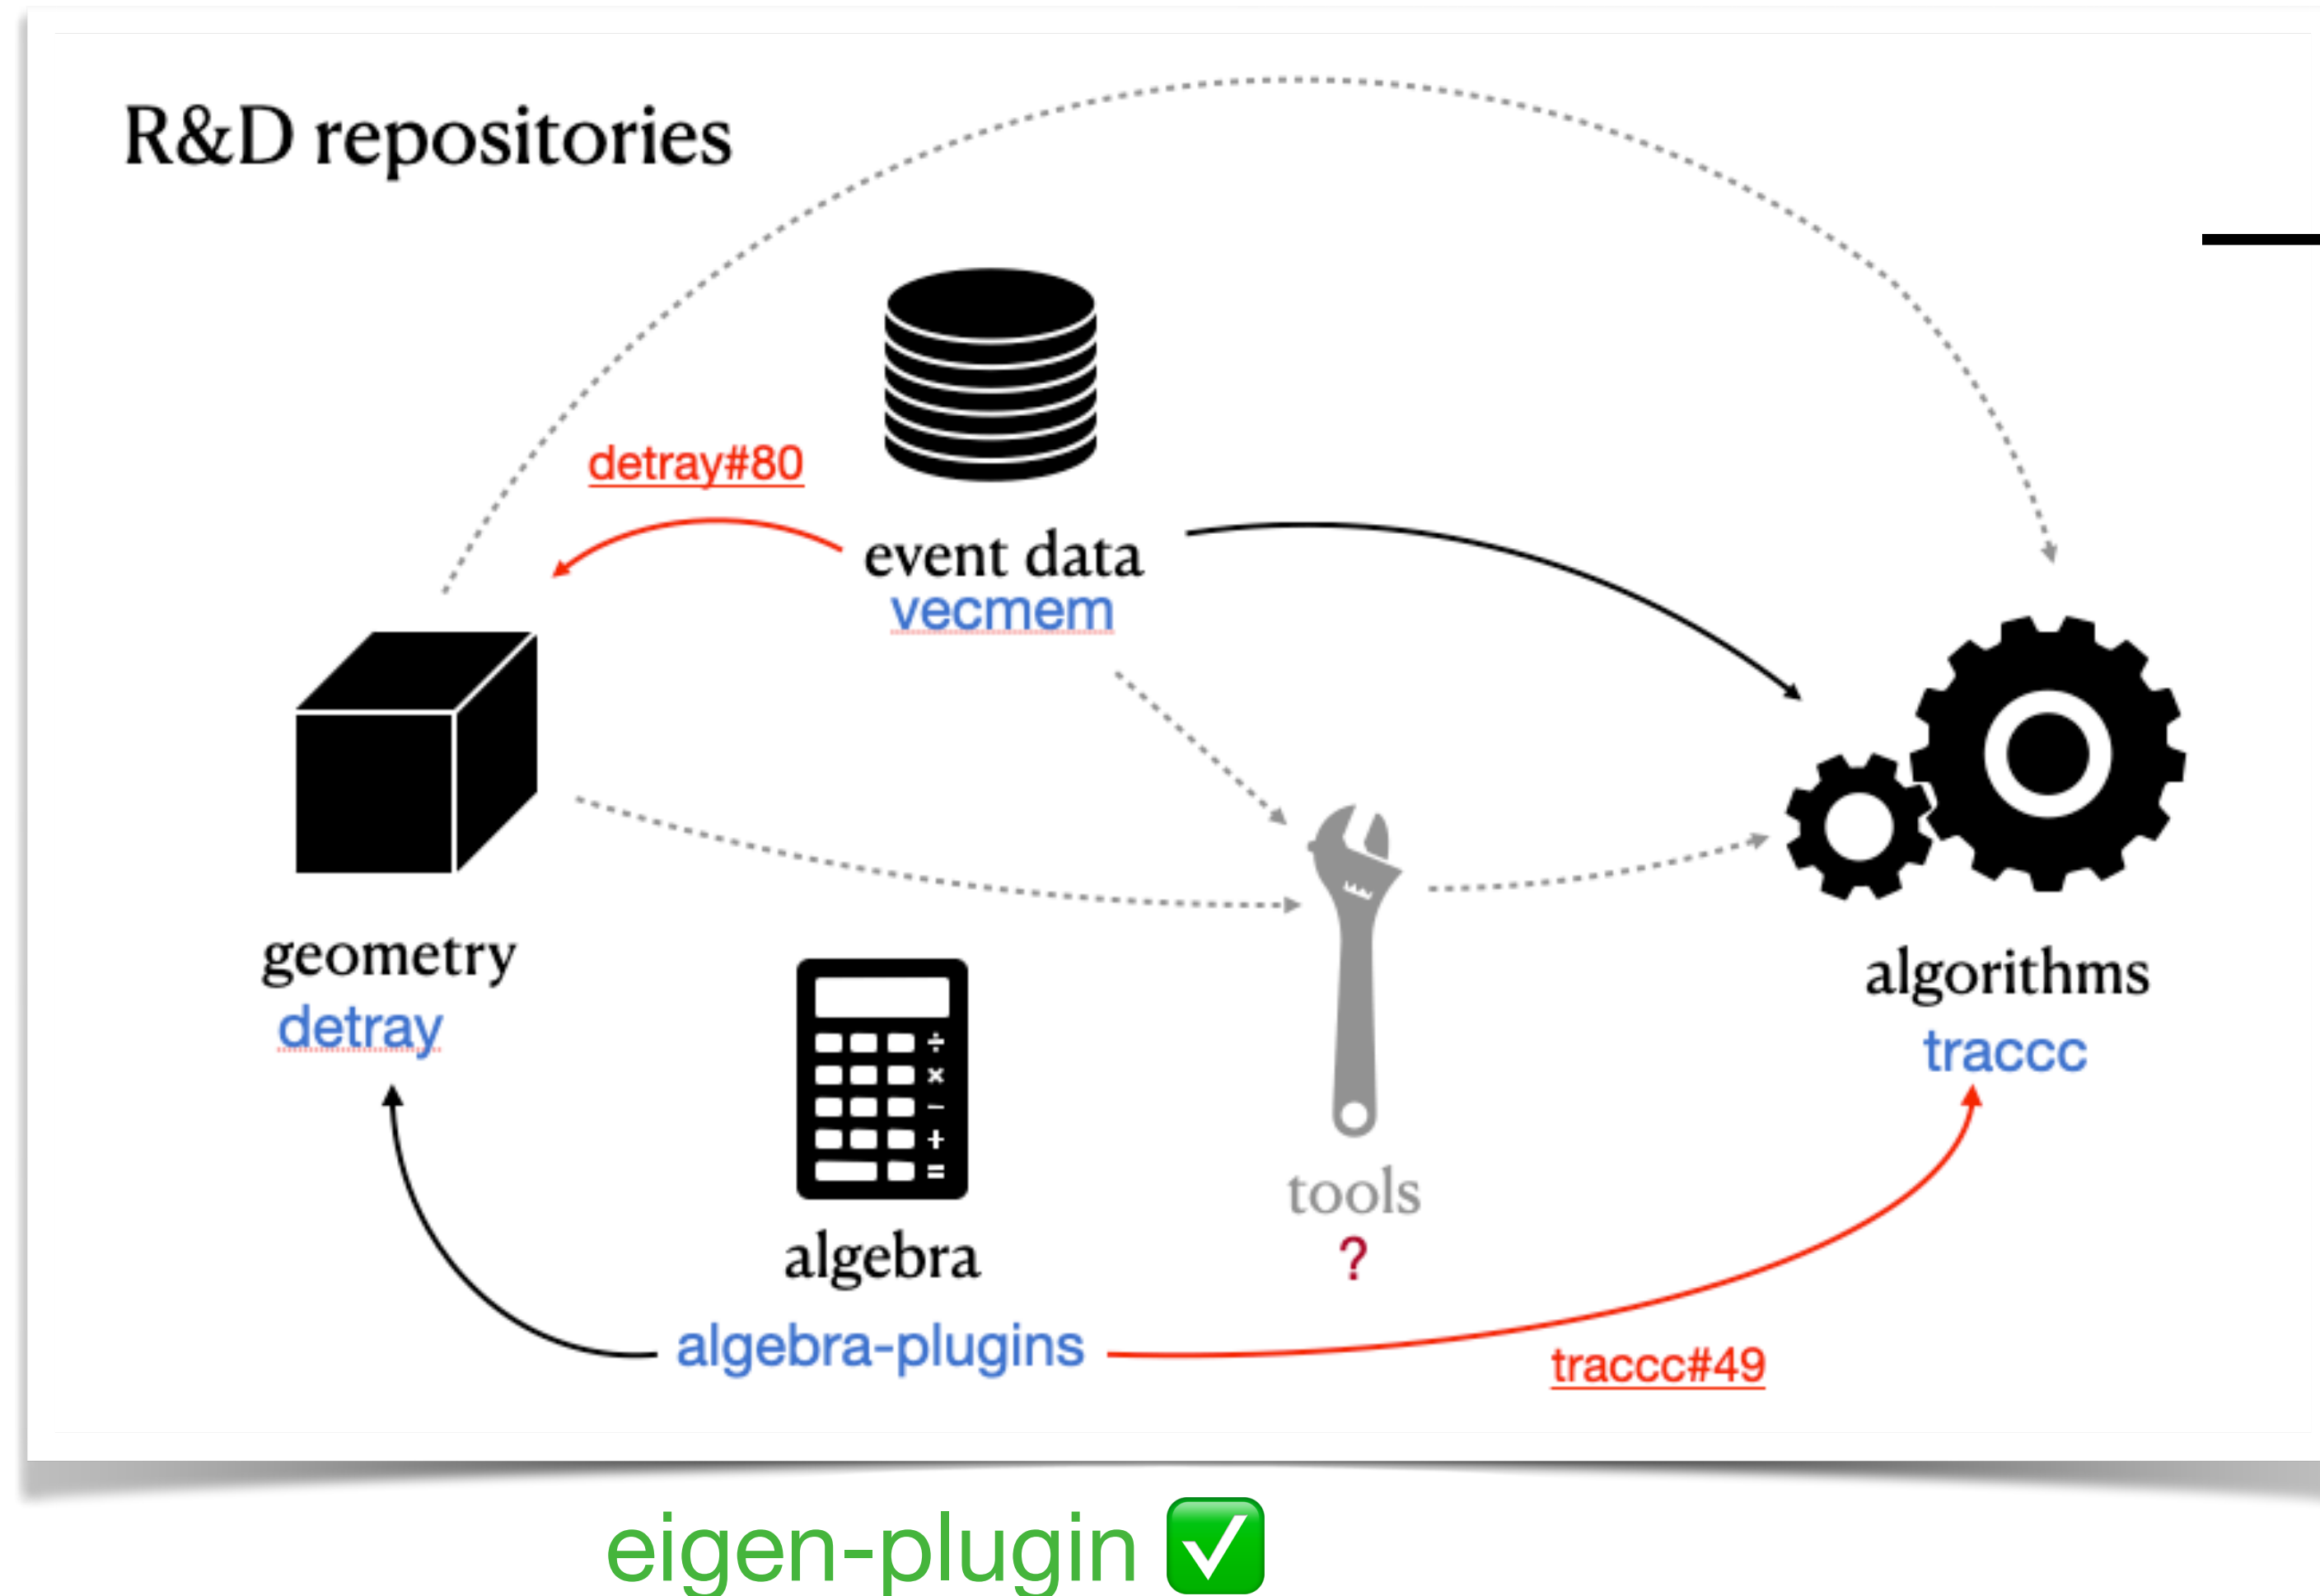 R&D repositories
detray#80
event data
vecmem
geometry
detray
algorithms
traccc
÷
×
−
+
=
tools
?
algebra
algebra-plugins
traccc#49
eigen-plugin ✅